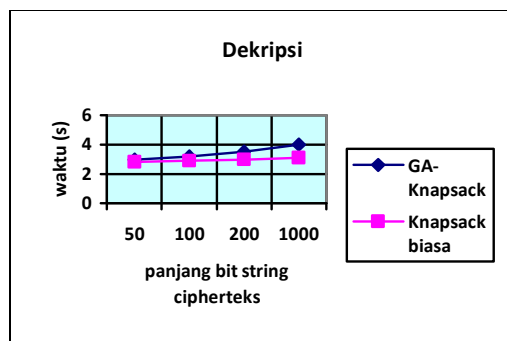 Dekripsi
waktu (s)
6
4
2
0
50 100 200 1000
panjang bit string
cipherteks
GA-
Knapsack
Knapsack
biasa